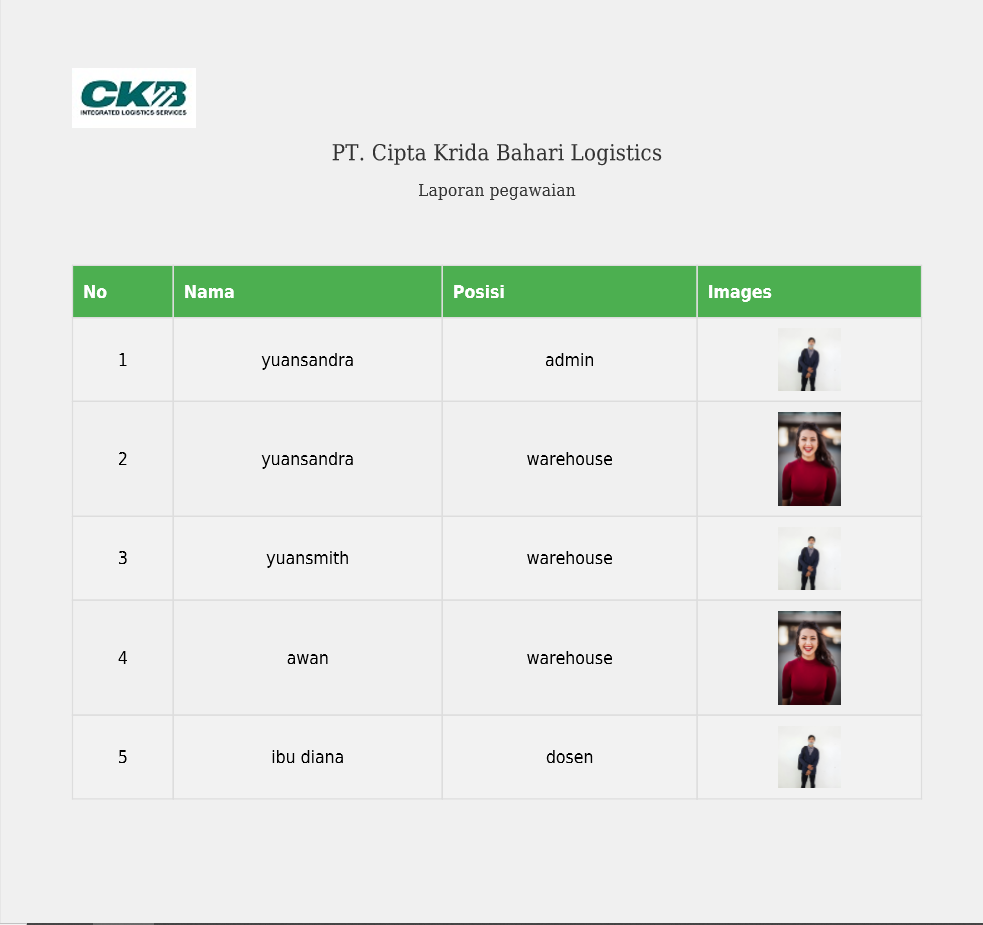 CKB
INTEGRATED LOGISTICS SERVICES
PT. Cipta Krida Bahari Logistics
Laporan pegawaian
No Nama Posisi Images
1 yuansandra admin
2 yuansandra warehouse
3 yuansmith warehouse
4 awan warehouse
5 ibu diana dosen